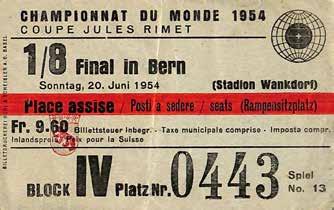 CHAMPIONNAT DU MONDE 1954
COUPE JULES RIMET
1/8 Final in Bern
Sonntag, 20. Juni 1954 (Stadion Wankdorf)
Place assise / Posti a sedere / seats (Rampensitzplatz)
Fr. 9.60 Billettsteuer inbegr. - Taxe municipale comprise - Imposta compr.
Inlandspreis Prix pour la Suisse
BLOCK IV Platz Nr. 0443 Spiel
No. 13